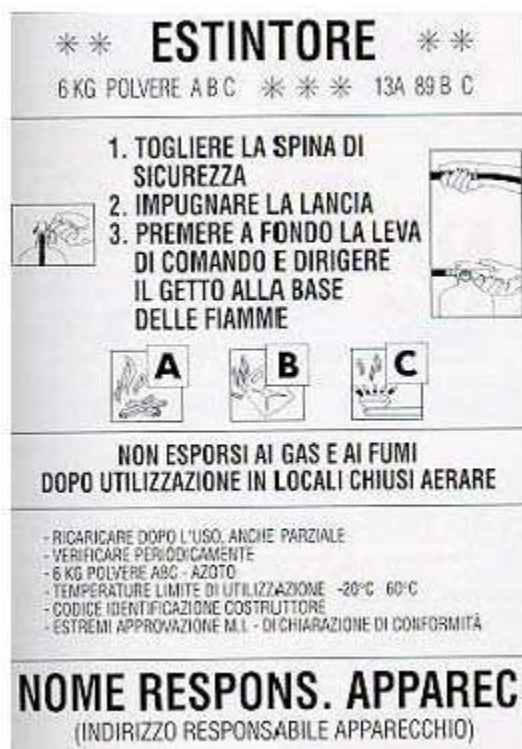 ** ESTINTORE **
6 KG POLVERE A B C *** 13A 89 B C
1. TOGLIERE LA SPINA DI
SICUREZZA
2. IMPUGNARE LA LANCIA
3. PREMERE A FONDO LA LEVA
DI COMANDO E DIRIGERE
IL GETTO ALLA BASE
DELLE FIAMME
A B C
NON ESPORSI AI GAS E AI FUMI
DOPO UTILIZZAZIONE IN LOCALI CHIUSI AERARE
- RICARICARE DOPO L'USO, ANCHE PARZIALE
- VERIFICARE PERIODICAMENTE
- 6 KG POLVERE ABC - AZOTO
- TEMPERATURE LIMITE DI UTILIZZAZIONE -20°C 60°C
- CODICE IDENTIFICAZIONE COSTRUTTORE
- ESTREMI APPROVAZIONE M.I. - DICHIARAZIONE DI CONFORMITÀ
NOME RESPONS. APPAREC
(INDIRIZZO RESPONSABILE APPARECCHIO)